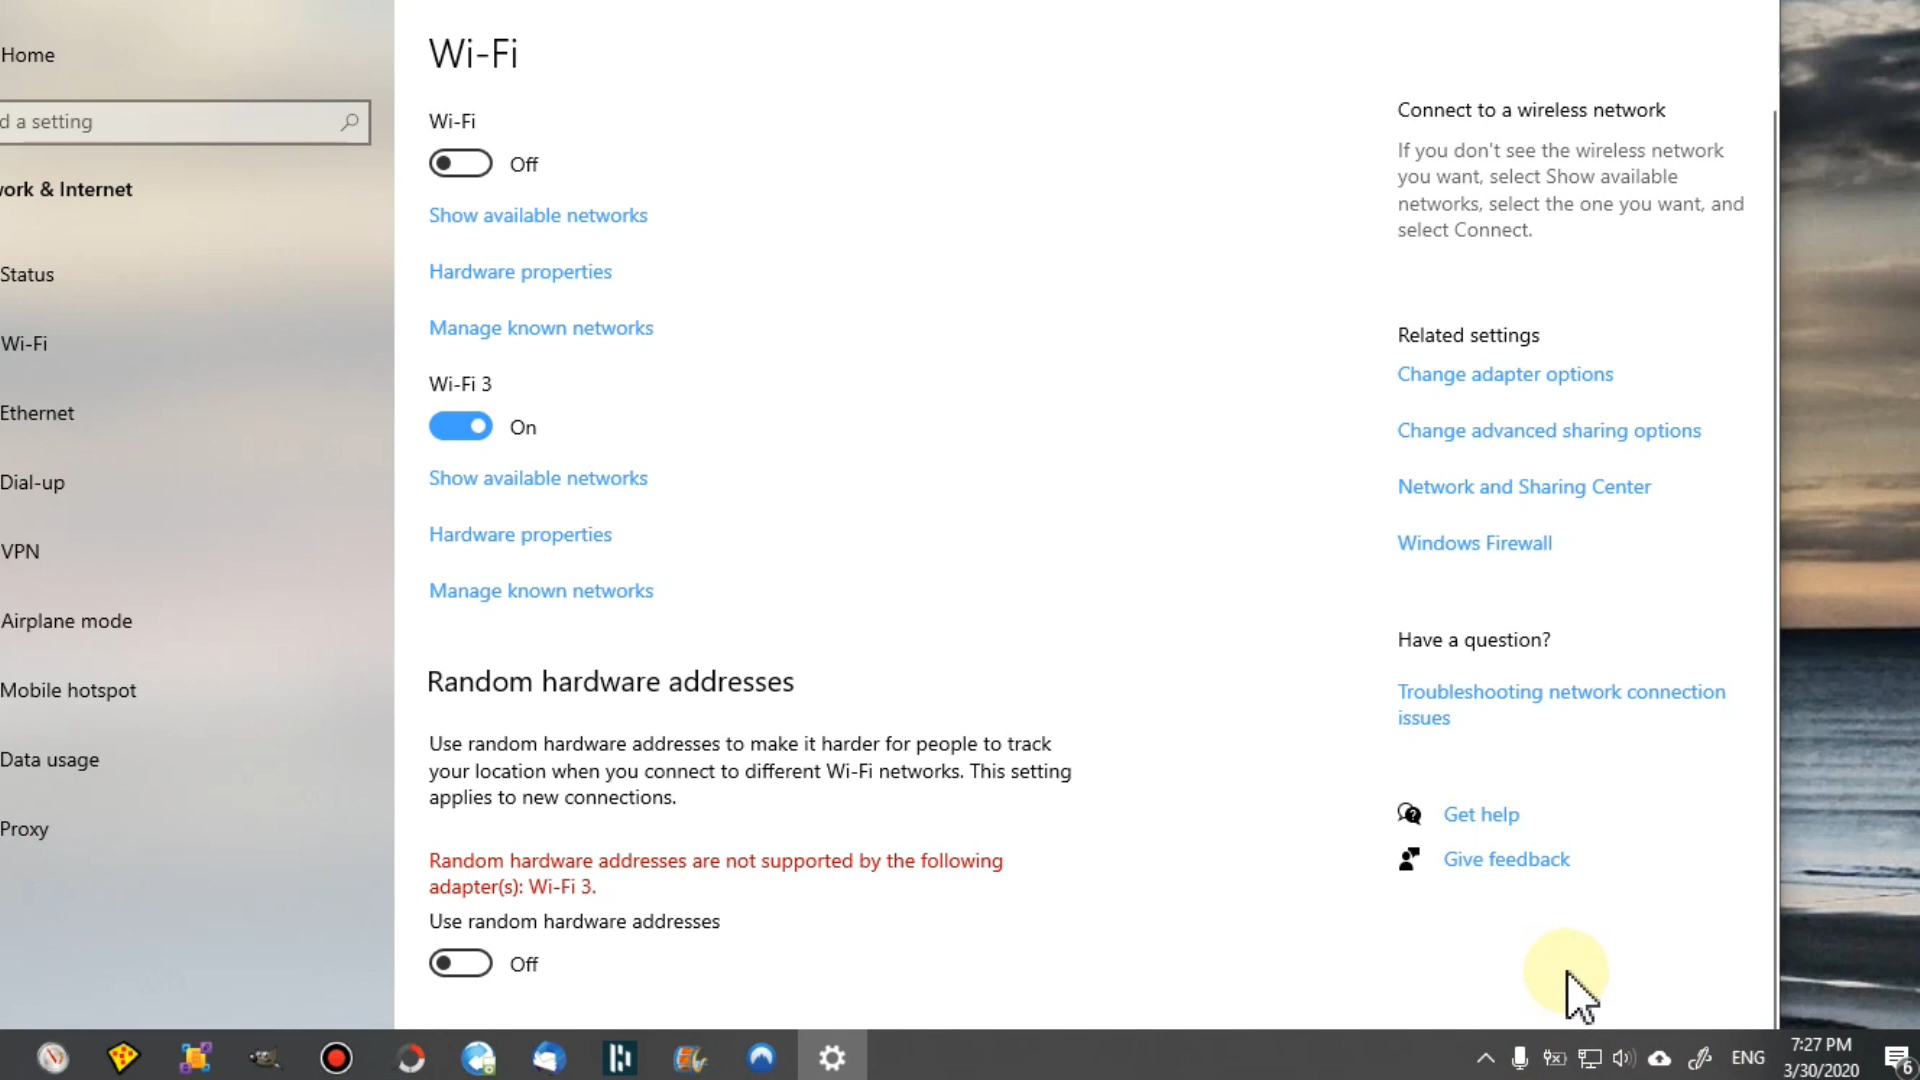 Home
d a setting
work & Internet
Status
Wi-Fi
Ethernet
Dial-up
VPN
Airplane mode
Mobile hotspot
Data usage
Proxy
Wi-Fi
Wi-Fi
Off
Show available networks
Hardware properties
Manage known networks
Wi-Fi 3
On
Show available networks
Hardware properties
Manage known networks
Random hardware addresses
Use random hardware addresses to make it harder for people to track
your location when you connect to different Wi-Fi networks. This setting
applies to new connections.
Random hardware addresses are not supported by the following
adapter(s): Wi-Fi 3.
Use random hardware addresses
Off
Connect to a wireless network
If you don't see the wireless network
you want, select Show available
networks, select the one you want, and
select Connect.
Related settings
Change adapter options
Change advanced sharing options
Network and Sharing Center
Windows Firewall
Have a question?
Troubleshooting network connection
issues
Get help
Give feedback
ENG
7:27 PM
3/30/2020
6